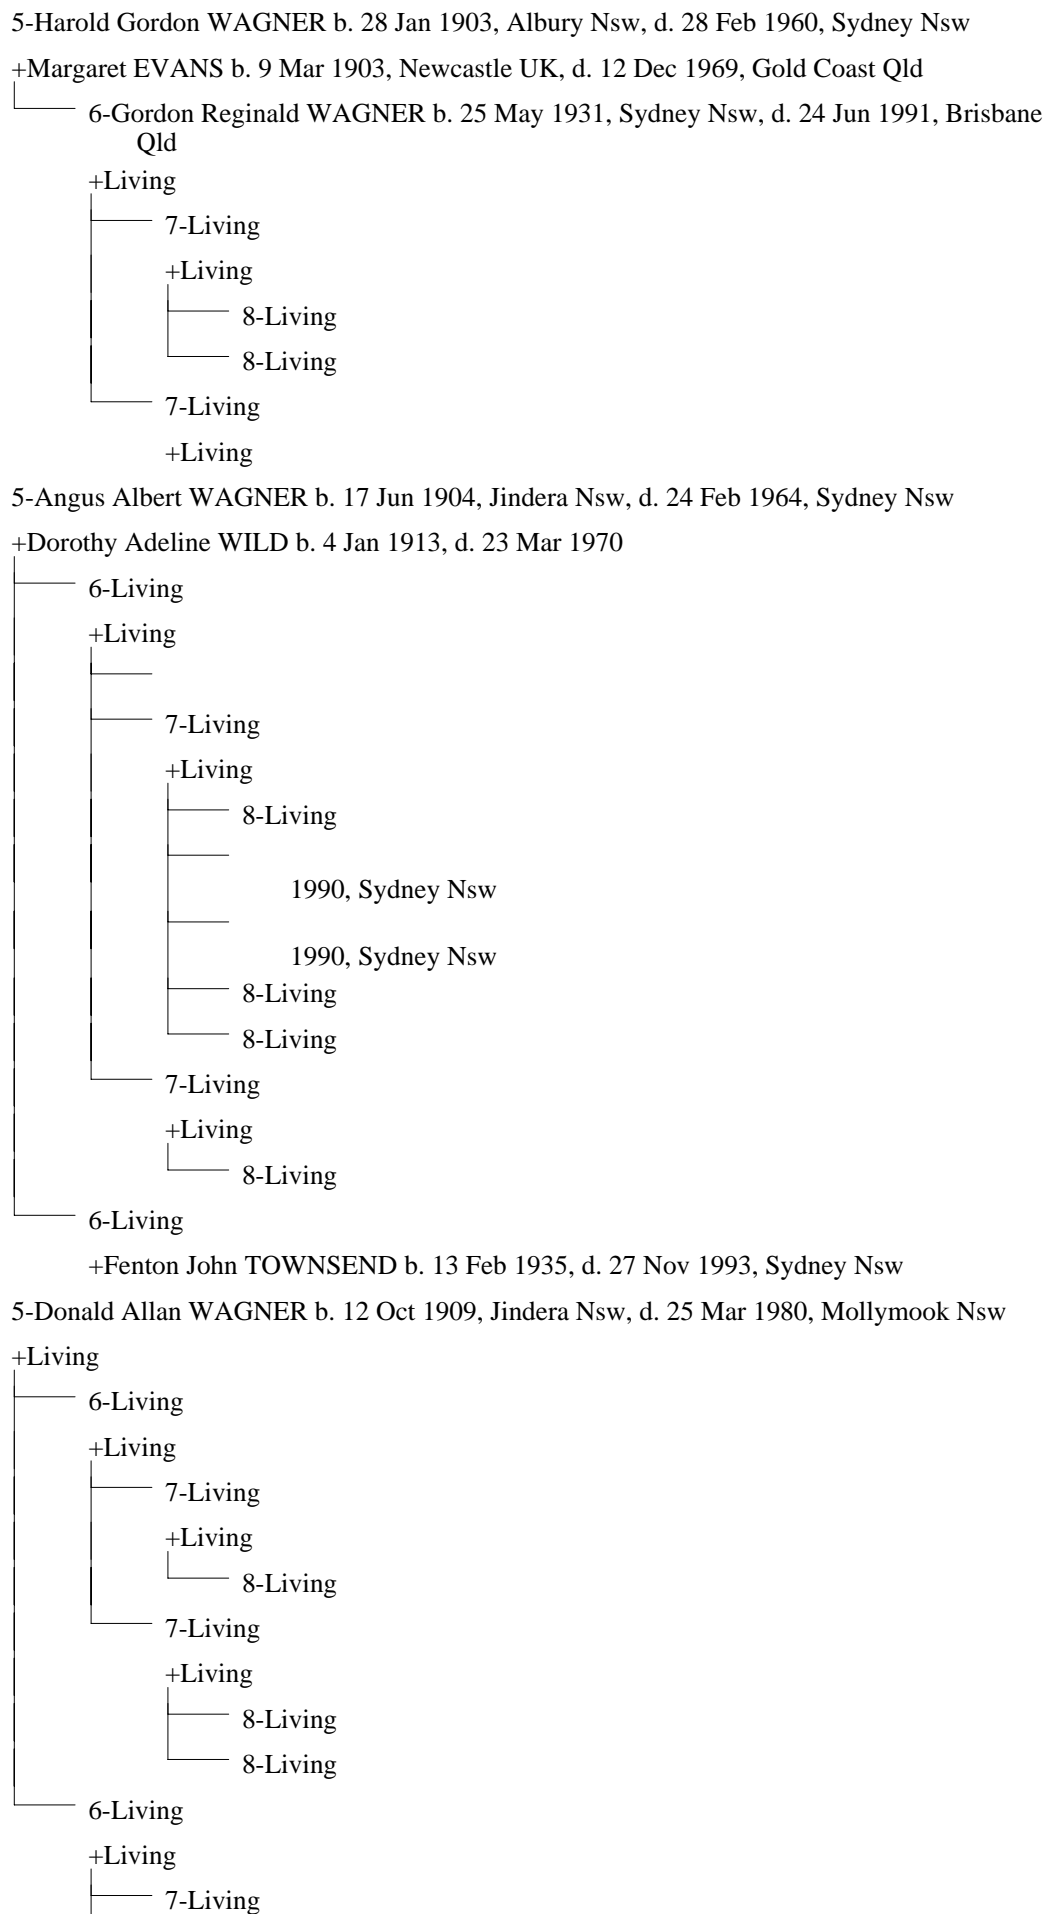 5-Harold Gordon WAGNER b. 28 Jan 1903, Albury Nsw, d. 28 Feb 1960, Sydney Nsw
+Margaret EVANS b. 9 Mar 1903, Newcastle UK, d. 12 Dec 1969, Gold Coast Qld
6-Gordon Reginald WAGNER b. 25 May 1931, Sydney Nsw, d. 24 Jun 1991, Brisbane
Qld
+Living
7-Living
+Living
8-Living
8-Living
7-Living
+Living
5-Angus Albert WAGNER b. 17 Jun 1904, Jindera Nsw, d. 24 Feb 1964, Sydney Nsw
+Dorothy Adeline WILD b. 4 Jan 1913, d. 23 Mar 1970
6-Living
+Living
7-Living
+Living
8-Living
1990, Sydney Nsw
1990, Sydney Nsw
8-Living
8-Living
7-Living
+Living
8-Living
6-Living
+Fenton John TOWNSEND b. 13 Feb 1935, d. 27 Nov 1993, Sydney Nsw
5-Donald Allan WAGNER b. 12 Oct 1909, Jindera Nsw, d. 25 Mar 1980, Mollymook Nsw
+Living
6-Living
+Living
7-Living
+Living
8-Living
7-Living
+Living
8-Living
8-Living
6-Living
+Living
7-Living